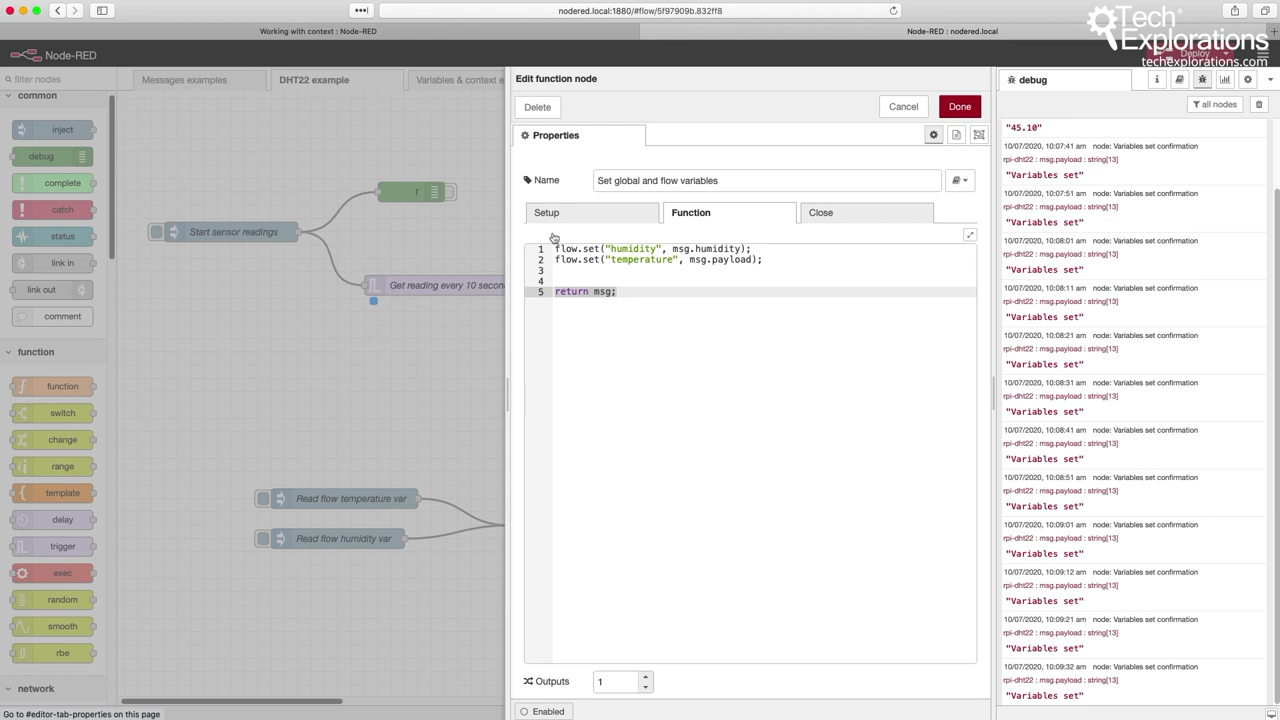 nodered.local:1880/#flow/5f97909b.832ff8
Working with context : Node-RED
Node-RED : nodered.local
Tech
Explorations
techexplorations.com
Node-RED
Deploy
filter nodes
Messages examples
DHT22 example
Variables & context e
common
inject
debug
complete
catch
status
link in
link out
comment
function
function
switch
change
range
template
delay
trigger
exec
random
smooth
rbe
network
Go to #editor-tab-properties on this page
Start sensor readings
f
Get reading every 10 second
Read flow temperature var
Read flow humidity var
Edit function node
Delete
Cancel
Done
Properties
Name
Set global and flow variables
Setup
Function
Close
1 flow.set("humidity", msg.humidity);
2 flow.set("temperature", msg.payload);
3
4
5 return msg;
Outputs
1
Enabled
debug
all nodes
"45.10"
10/07/2020, 10:07:41 am node: Variables set confirmation
rpi-dht22 : msg.payload : string[13]
"Variables set"
10/07/2020, 10:07:51 am node: Variables set confirmation
rpi-dht22 : msg.payload : string[13]
"Variables set"
10/07/2020, 10:08:01 am node: Variables set confirmation
rpi-dht22 : msg.payload : string[13]
"Variables set"
10/07/2020, 10:08:11 am node: Variables set confirmation
rpi-dht22 : msg.payload : string[13]
"Variables set"
10/07/2020, 10:08:21 am node: Variables set confirmation
rpi-dht22 : msg.payload : string[13]
"Variables set"
10/07/2020, 10:08:31 am node: Variables set confirmation
rpi-dht22 : msg.payload : string[13]
"Variables set"
10/07/2020, 10:08:41 am node: Variables set confirmation
rpi-dht22 : msg.payload : string[13]
"Variables set"
10/07/2020, 10:08:51 am node: Variables set confirmation
rpi-dht22 : msg.payload : string[13]
"Variables set"
10/07/2020, 10:09:01 am node: Variables set confirmation
rpi-dht22 : msg.payload : string[13]
"Variables set"
10/07/2020, 10:09:12 am node: Variables set confirmation
rpi-dht22 : msg.payload : string[13]
"Variables set"
10/07/2020, 10:09:21 am node: Variables set confirmation
rpi-dht22 : msg.payload : string[13]
"Variables set"
10/07/2020, 10:09:32 am node: Variables set confirmation
rpi-dht22 : msg.payload : string[13]
"Variables set"